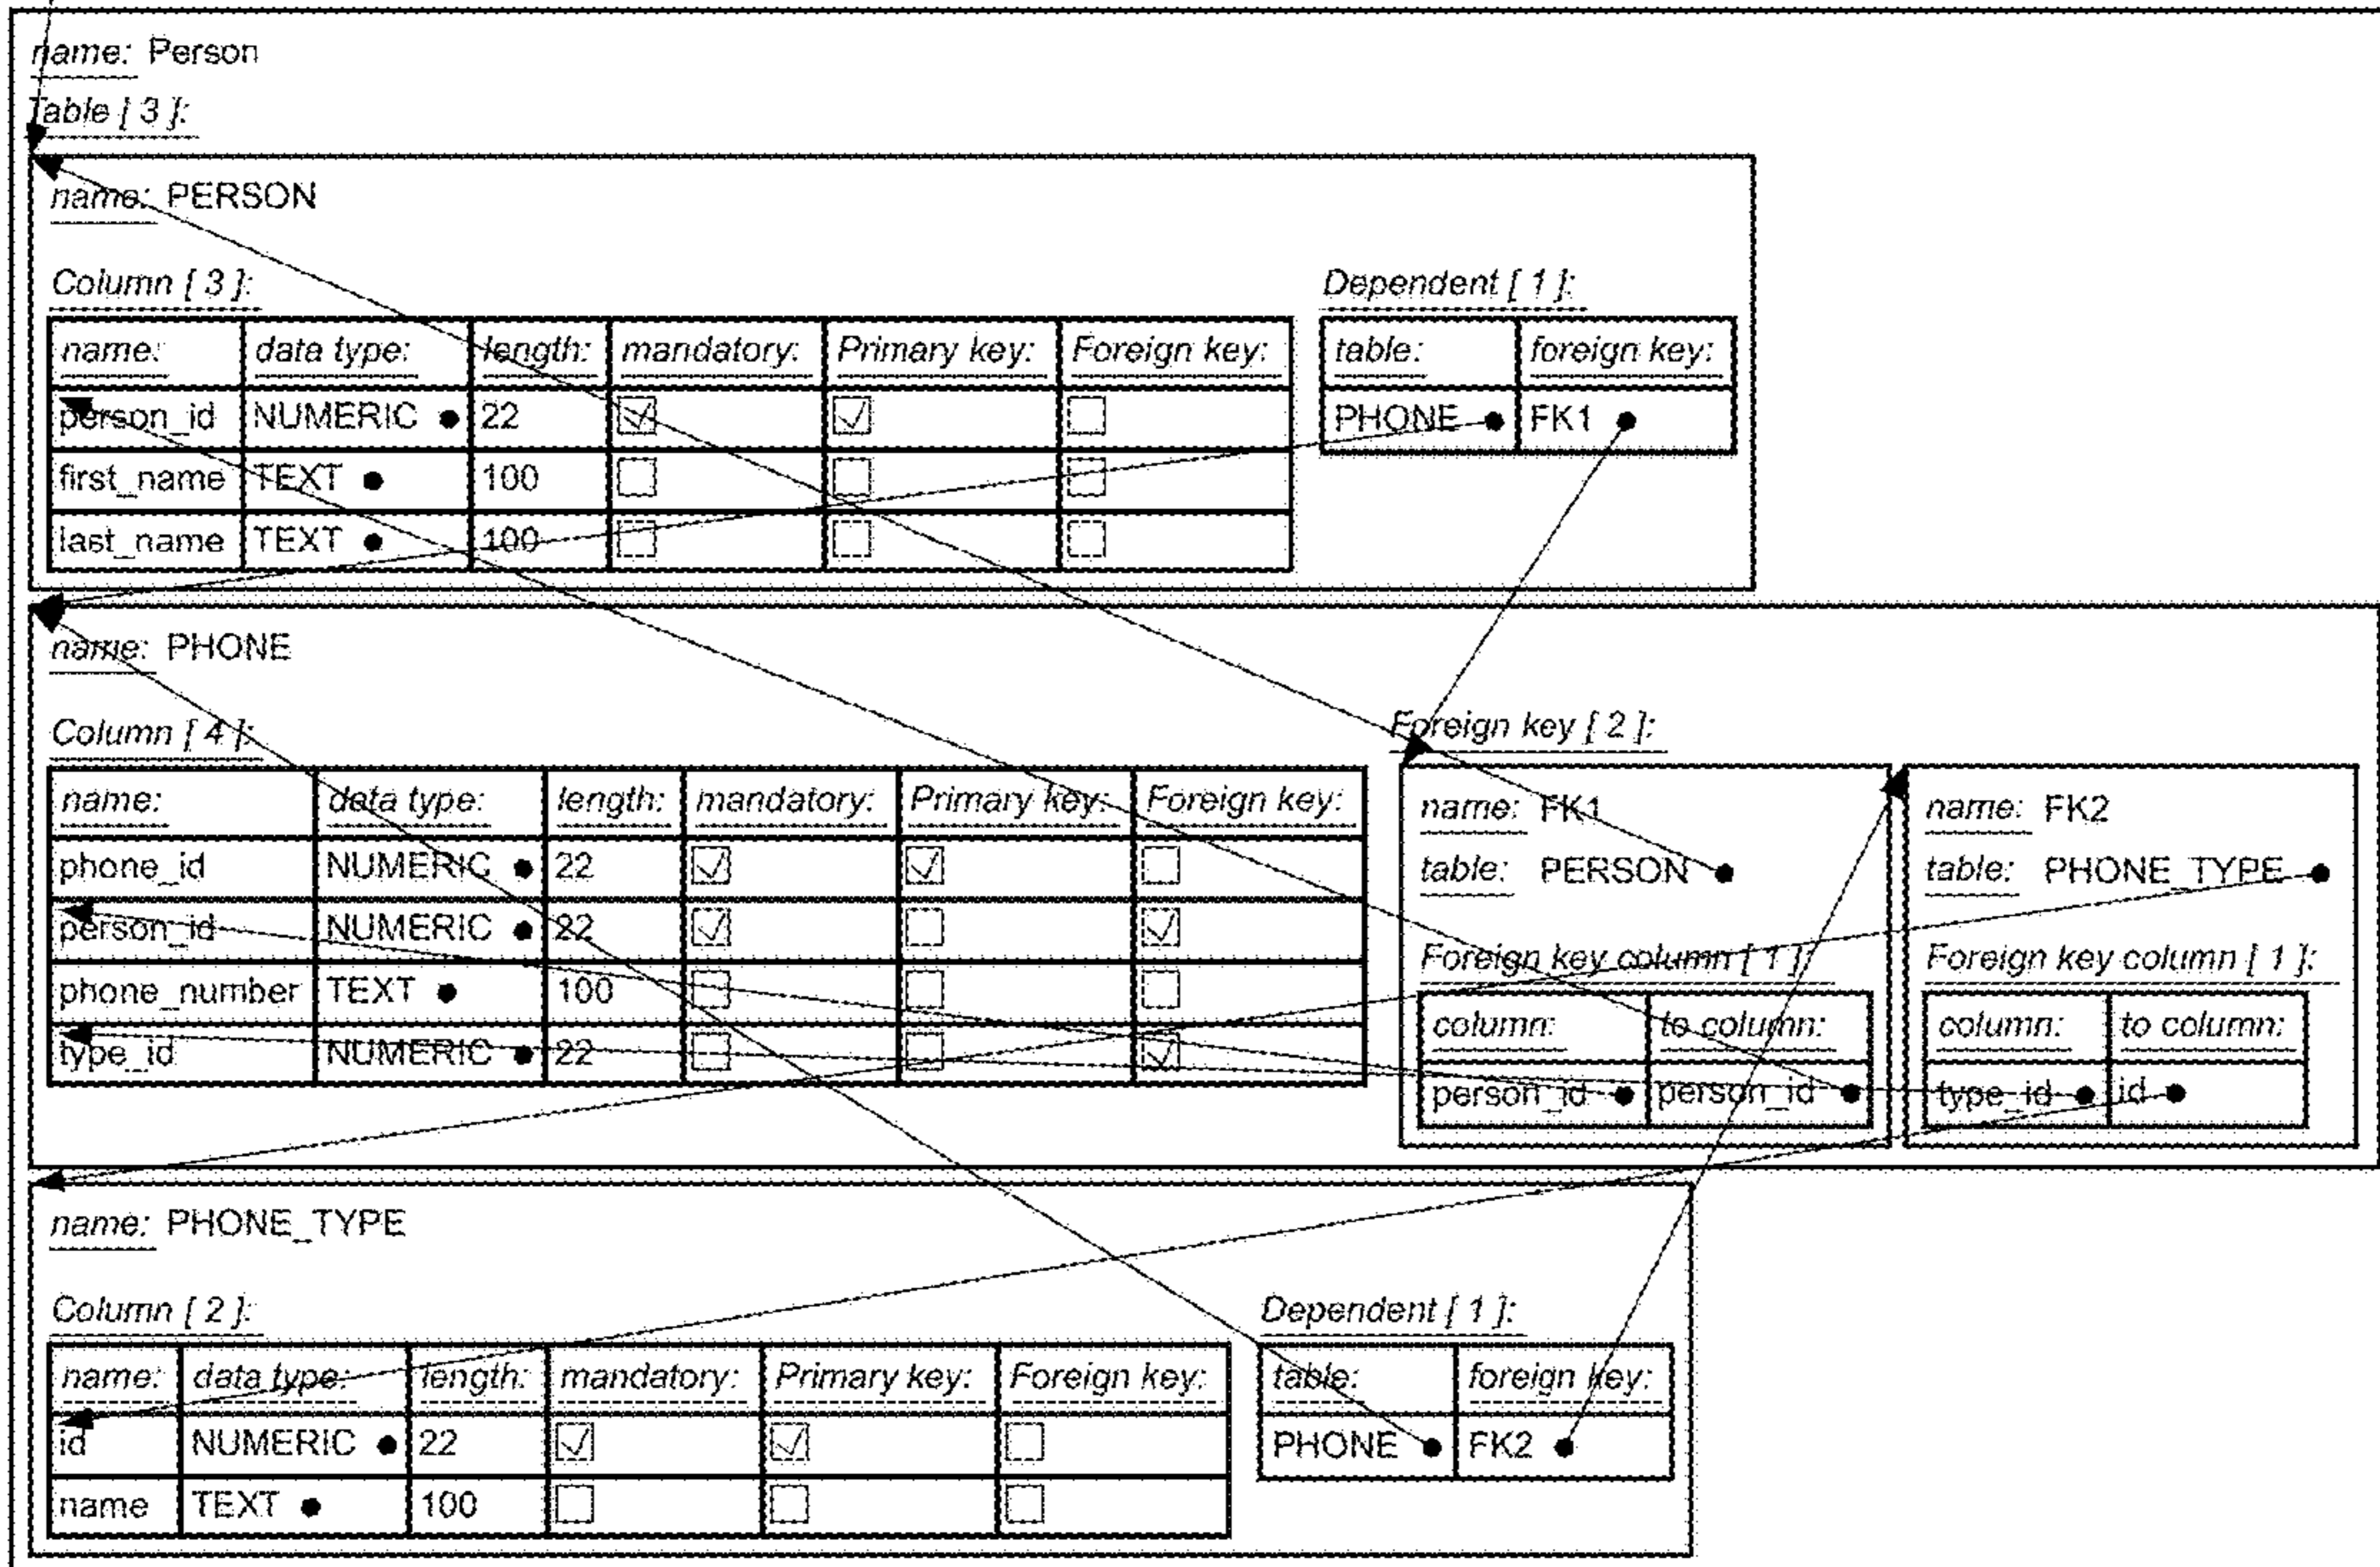 name: Person
Table [ 3 ]:
name: PERSON
Column [ 3 ]: Dependent [ 1 ]:
name: data type: length: mandatory: Primary key: Foreign key: table: foreign key:
person_id NUMERIC 22 PHONE FK1
first_name TEXT 100
last_name TEXT 100
name: PHONE
Column [ 4 ]: Foreign key [ 2 ]:
name: data type: length: mandatory: Primary key: Foreign key: name: FK1 name: FK2
phone_id NUMERIC 22 table: PERSON table: PHONE_TYPE
person_id NUMERIC 22 Foreign key column [ 1 ]: Foreign key column [ 1 ]:
phone_number TEXT 100 column: to column: column: to column:
type_id NUMERIC 22 person_id person_id type_id id
name: PHONE_TYPE
Column [ 2 ]: Dependent [ 1 ]:
name: data type: length: mandatory: Primary key: Foreign key: table: foreign key:
id NUMERIC 22 PHONE FK2
name TEXT 100